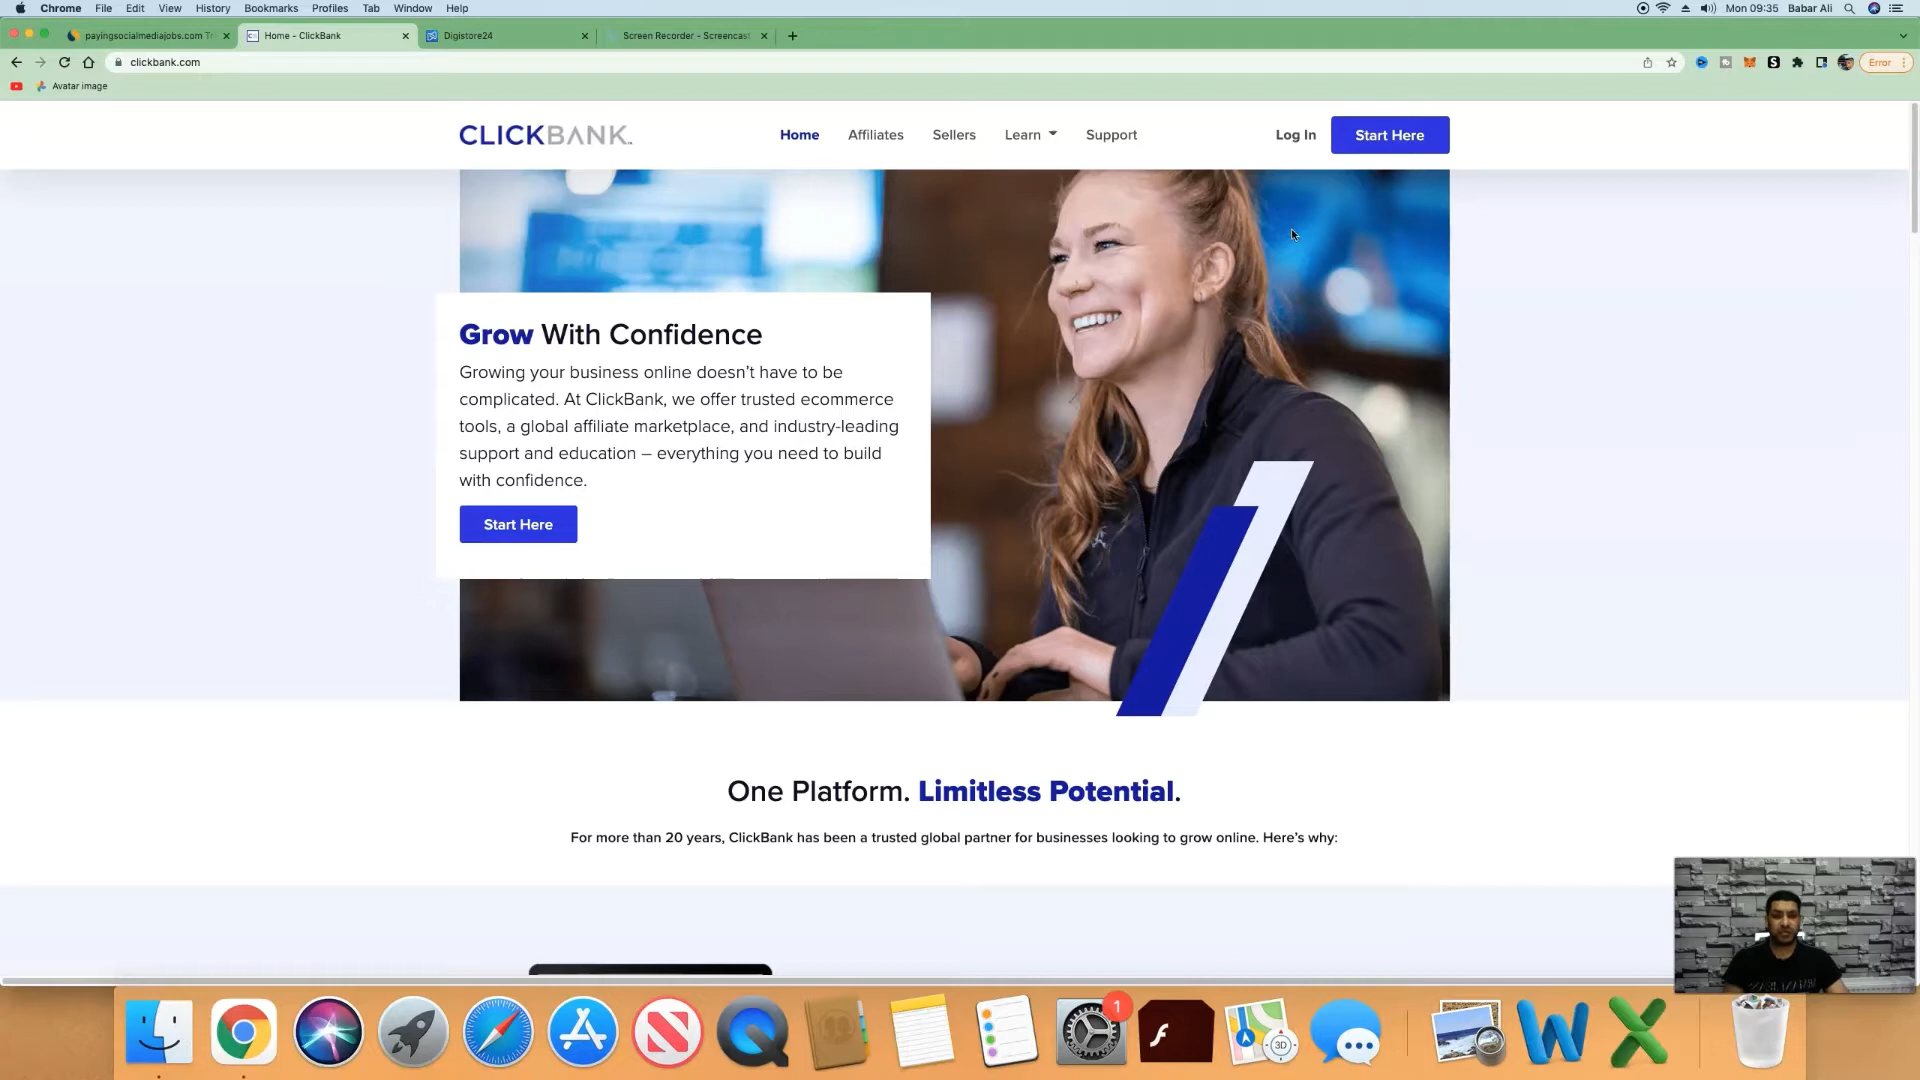 Chrome File Edit View History Bookmarks Profiles Tab Window Help Mon 09:35 Babar Ali
payingsocialmediajobs.com Tr Home - ClickBank Digistore24 Screen Recorder - Screencast
clickbank.com Error
Avatar image
CLICKBANK Home Affiliates Sellers Learn Support Log In Start Here
Grow With Confidence
Growing your business online doesn't have to be
complicated. At ClickBank, we offer trusted ecommerce
tools, a global affiliate marketplace, and industry-leading
support and education – everything you need to build
with confidence.
Start Here
One Platform. Limitless Potential.
For more than 20 years, ClickBank has been a trusted global partner for businesses looking to grow online. Here's why:
1
3D